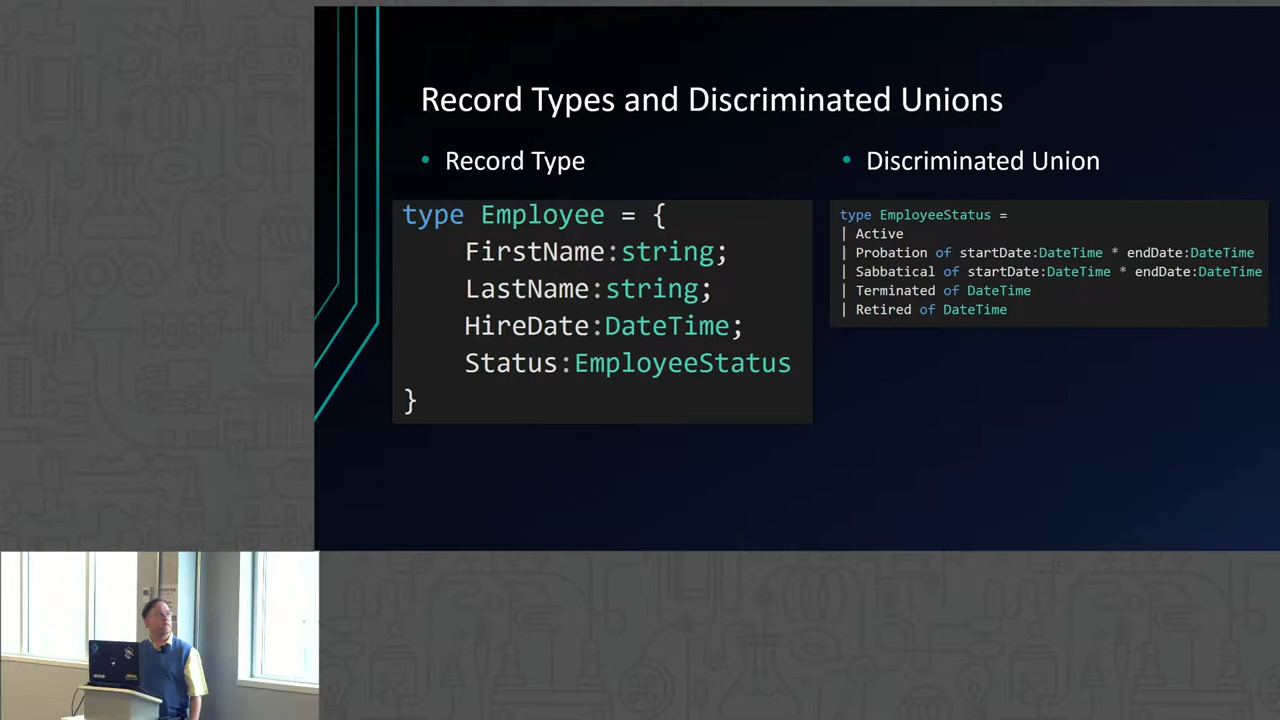 Record Types and Discriminated Unions
• Record Type
type Employee = {
FirstName:string;
LastName:string;
HireDate:DateTime;
Status:EmployeeStatus
}
• Discriminated Union
type EmployeeStatus =
| Active
| Probation of startDate:DateTime * endDate:DateTime
| Sabbatical of startDate:DateTime * endDate:DateTime
| Terminated of DateTime
| Retired of DateTime